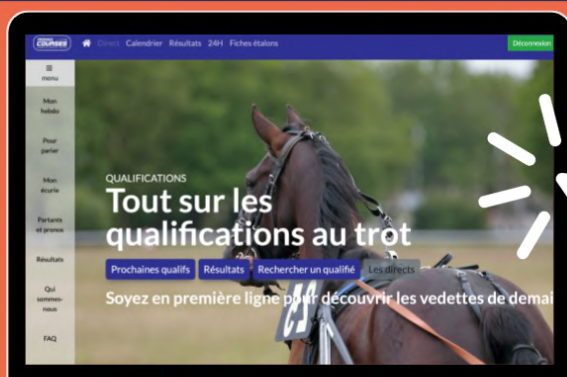 COURSES
Direct Calendrier Résultats 24H Fiches étalons
Déconnexion
menu
Mon
hebdo
Pour
parier
Mon
écurie
Partants
et pronos
Résultats
Qui
sommes-
nous
FAQ
QUALIFICATIONS
Tout sur les
qualifications au trot
Prochaines qualifs Résultats Rechercher un qualifié Les directs
Soyez en première ligne pour découvrir les vedettes de demai